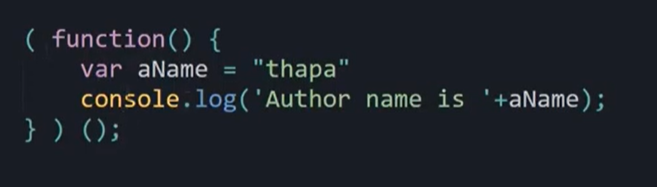 ( function() {
    var aName = "thapa"
    console.log('Author name is '+aName);
} ) ();